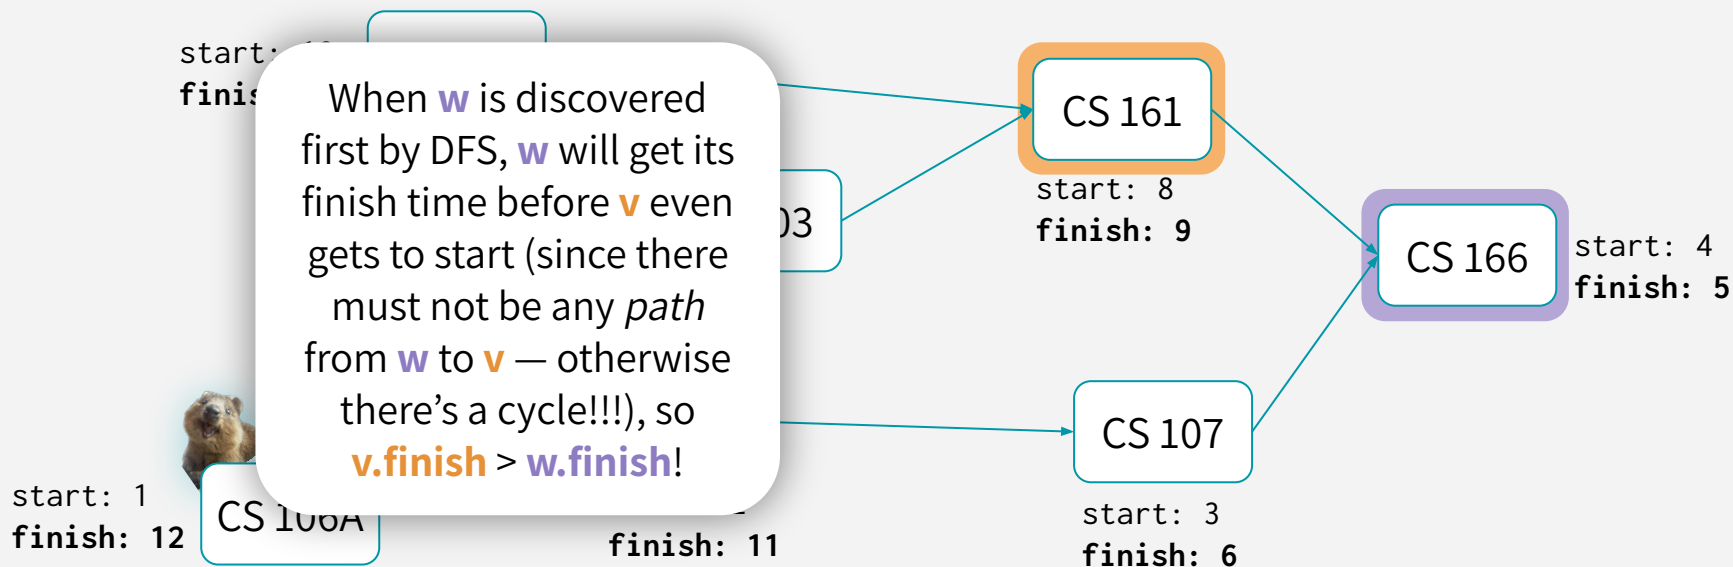 start:
finis
When w is discovered
first by DFS, w will get its
finish time before v even
gets to start (since there
must not be any path
from w to v — otherwise
there’s a cycle!!!), so
v.finish > w.finish!
CS 161
start: 8
finish: 9
03
CS 166
start: 4
finish: 5
CS 107
start: 3
finish: 6
start: 1
finish: 12
CS 106A
finish: 11